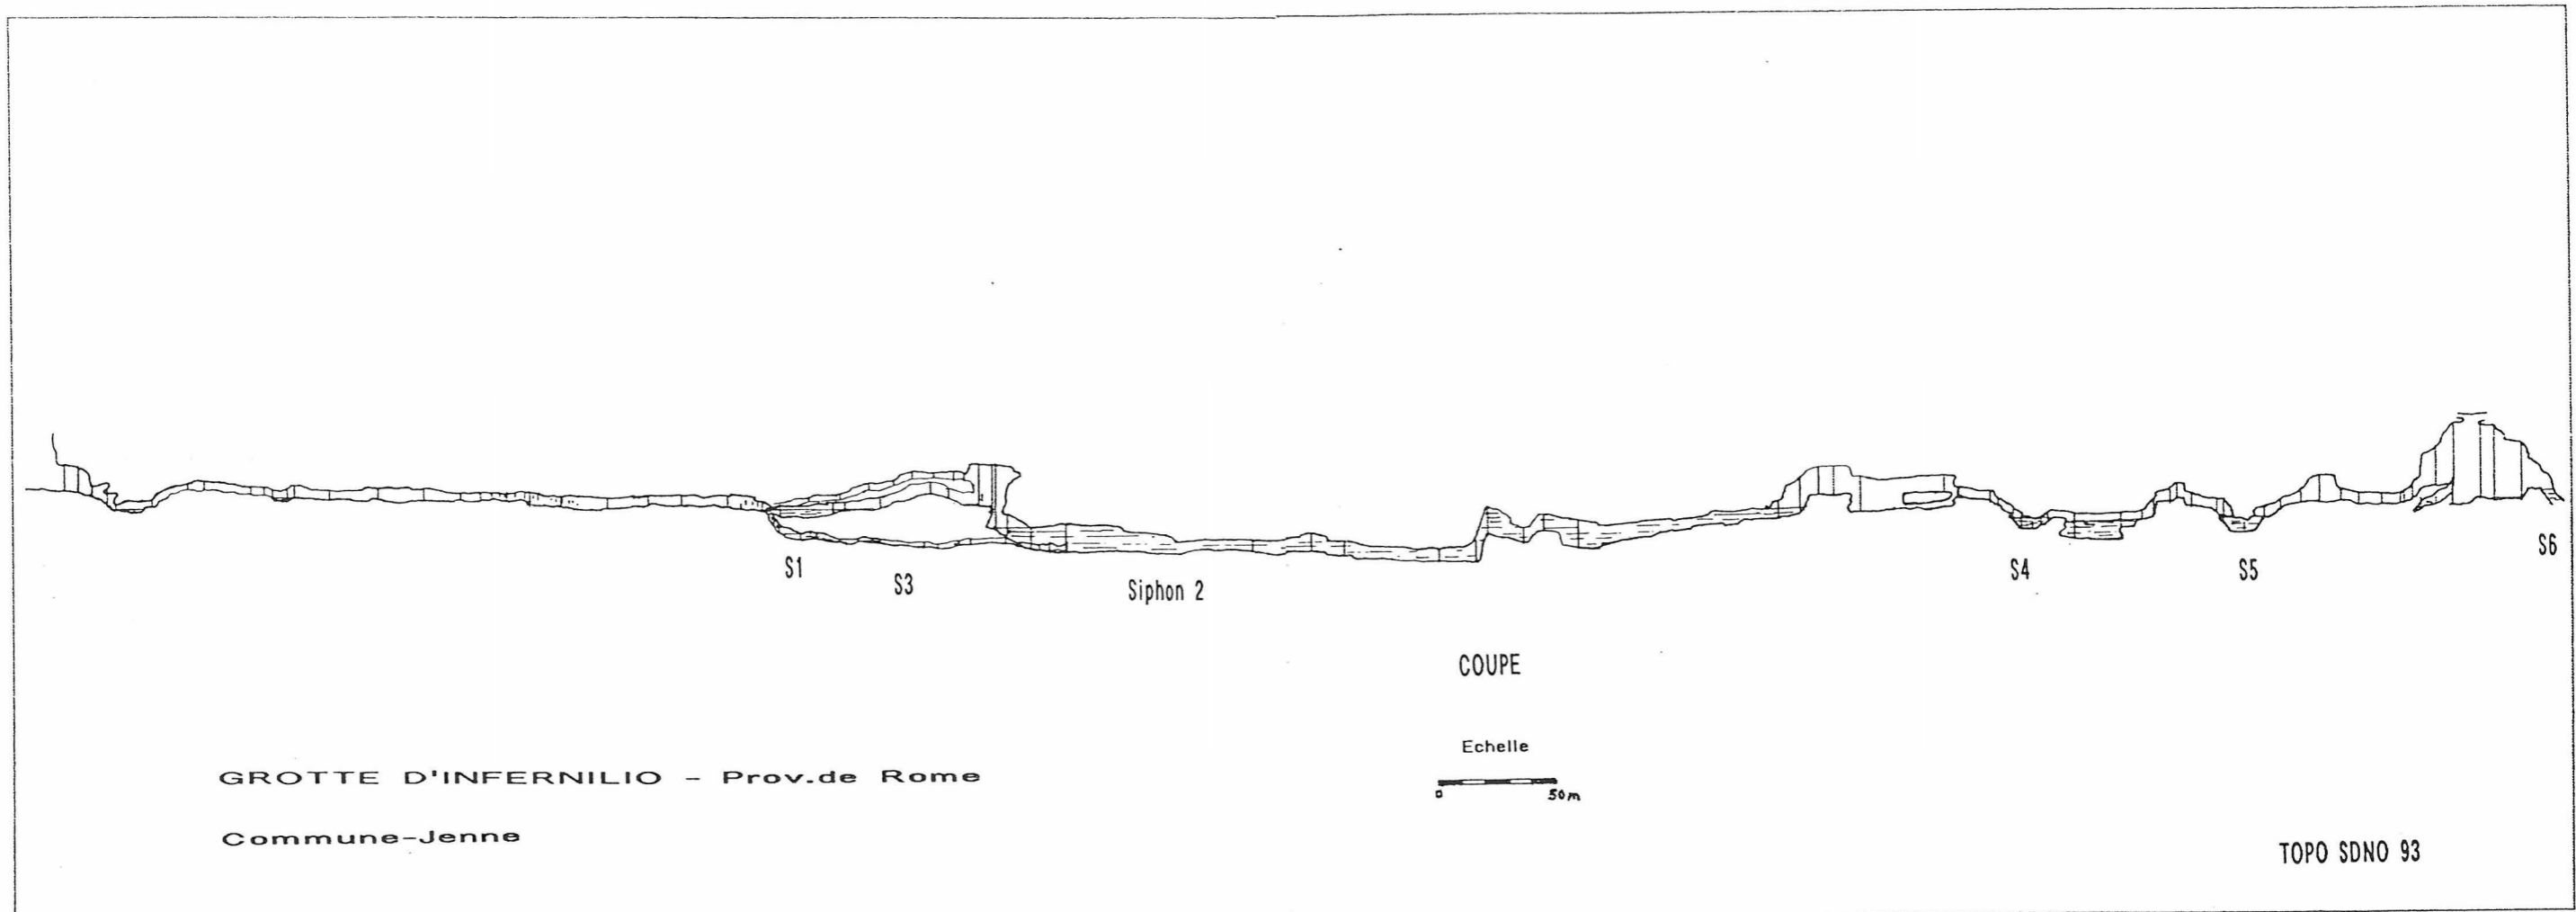 S1
S3
Siphon 2
S4
S5
S6
COUPE
Echelle
0 50m
GROTTE D'INFERNILIO - Prov.de Rome
Commune-Jenne
TOPO SDNO 93